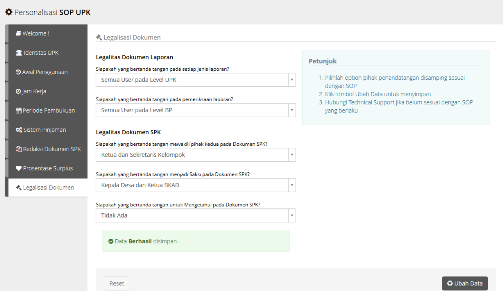 Personalisasi SOP UPK
Welcome !
Identitas UPK
Awal Penggunaan
Jam Kerja
Periode Pembukuan
Sistem Pinjaman
Redaksi Dokumen SPK
Prosentase Surplus
Legalisasi Dokumen
Legalisasi Dokumen
Legalitas Dokumen Laporan
Siapakah yang bertanda tangan pada setiap jenis laporan?
Semua User pada Level UPK
Siapakah yang bertanda tangan pada pemeriksaan laporan?
Semua User pada Level BP
Legalitas Dokumen SPK
Siapakah yang bertanda tangan mewakili pihak kedua pada Dokumen SPK?
Ketua dan Sekretaris Kelompok
Siapakah yang bertanda tangan menjadi Saksi pada Dokumen SPK?
Kepala Desa dan Ketua BKAD
Siapakah yang bertanda tangan untuk Mengetahui pada Dokumen SPK?
Tidak Ada
Data Berhasil disimpan
Petunjuk
1. Pilihlah option pihak penandatangan disamping sesuai
dengan SOP
2. Klik tombol Ubah Data untuk menyimpan
3. Hubungi Technical Support jika belum sesuai dengan SOP
yang berlaku
Reset
Ubah Data